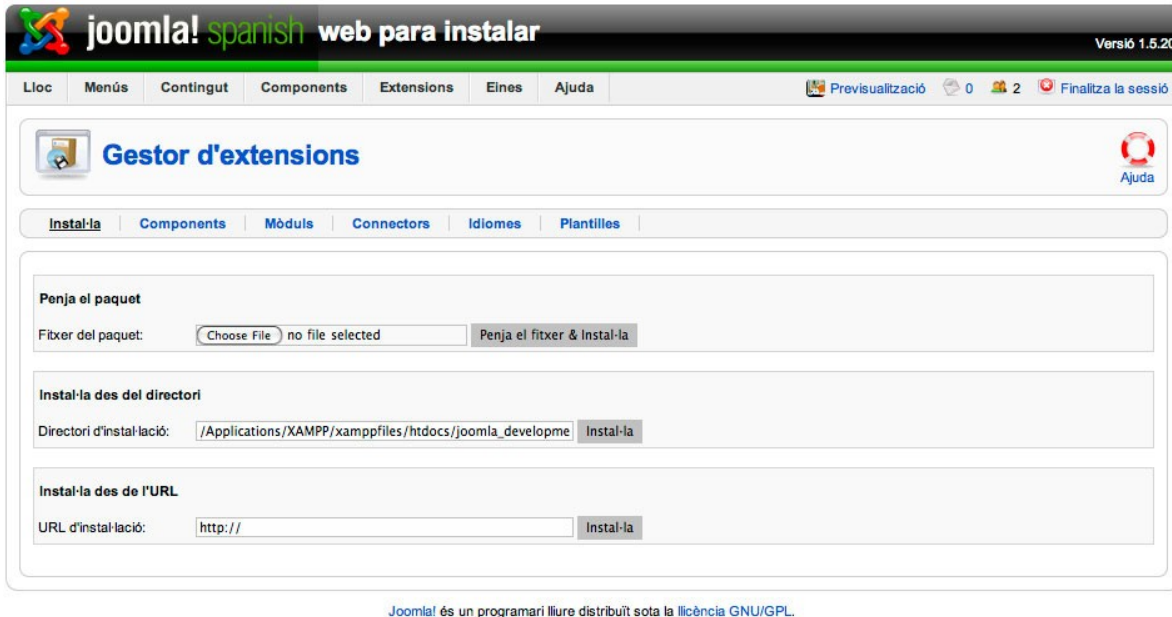 joomla! spanish web para instalar
Versió 1.5.20
Lloc Menús Contingut Components Extensions Eines Ajuda Previsualització 0 2 Finalitza la sessió
Gestor d'extensions
Ajuda
Instal·la Components Mòduls Connectors Idiomes Plantilles
Penja el paquet
Fitxer del paquet: Choose File no file selected Penja el fitxer & Instal·la
Instal·la des del directori
Directori d'instal·lació: /Applications/XAMPP/xamppfiles/htdocs/joomla_developme Instal·la
Instal·la des de l'URL
URL d'instal·lació: http:// Instal·la
Joomla! és un programari lliure distribuït sota la llicència GNU/GPL.